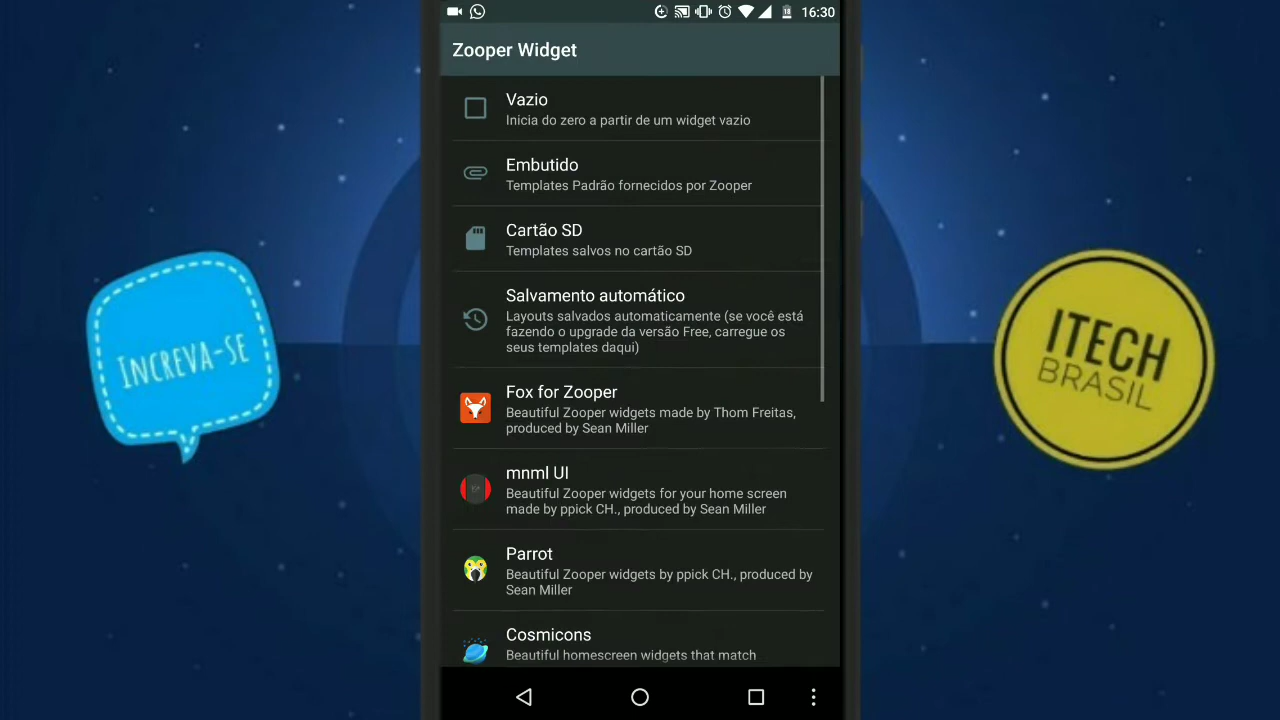 16:30
Zooper Widget
Vazio
Inicia do zero a partir de um widget vazio
Embutido
Templates Padrão fornecidos por Zooper
Cartão SD
Templates salvos no cartão SD
Salvamento automático
Layouts salvados automaticamente (se você está
fazendo o upgrade da versão Free, carregue os
seus templates daqui)
Fox for Zooper
Beautiful Zooper widgets made by Thom Freitas,
produced by Sean Miller
mnml UI
Beautiful Zooper widgets for your home screen
made by ppick CH., produced by Sean Miller
Parrot
Beautiful Zooper widgets by ppick CH., produced by
Sean Miller
Cosmicons
Beautiful homescreen widgets that match
INCREVA-SE
ITECH
BRASIL